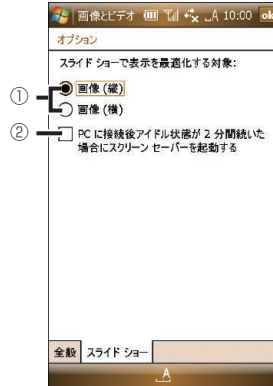 画像とビデオ 10:00 ok
オプション
スライド ショーで表示を最適化する対象:
① 画像 (縦)
画像 (横)
② PC に接続後アイドル状態が 2 分間続いた
場合にスクリーン セーバーを起動する
全般 スライド ショー
A